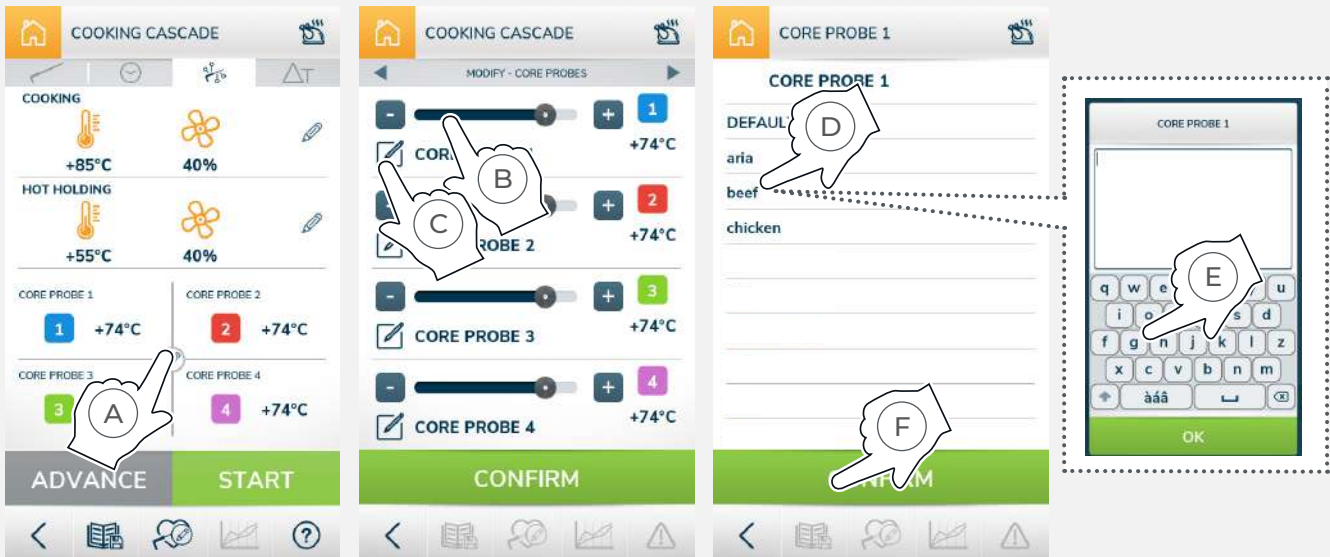 COOKING CASCADE
ΔT
COOKING
+85°C 40%
HOT HOLDING
+55°C 40%
CORE PROBE 1 CORE PROBE 2
1 +74°C 2 +74°C
CORE PROBE 3 CORE PROBE 4
3 4 +74°C
A
ADVANCE START
?
COOKING CASCADE
MODIFY - CORE PROBES
- + 1
+74°C
B
C
+ 2
+74°C
PROBE 2
- + 3
+74°C
CORE PROBE 3
- + 4
+74°C
CORE PROBE 4
CONFIRM
CORE PROBE 1
CORE PROBE 1
D
aria
beef
chicken
F
CORE PROBE 1
E
q w e u
i o s d
f g n j k l z
x c v b n m
àáâ
OK